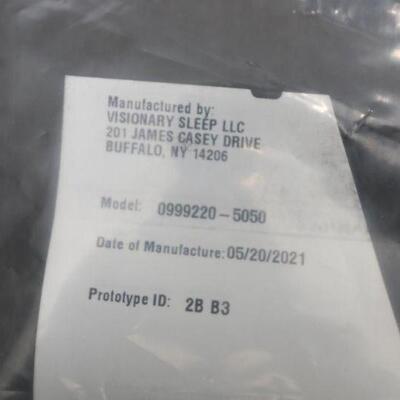 Manufactured by:
VISIONARY SLEEP LLC
201 JAMES CASEY DRIVE
BUFFALO, NY 14206
Model: 0999220-5050
Date of Manufacture: 05/20/2021
Prototype ID: 2B B3